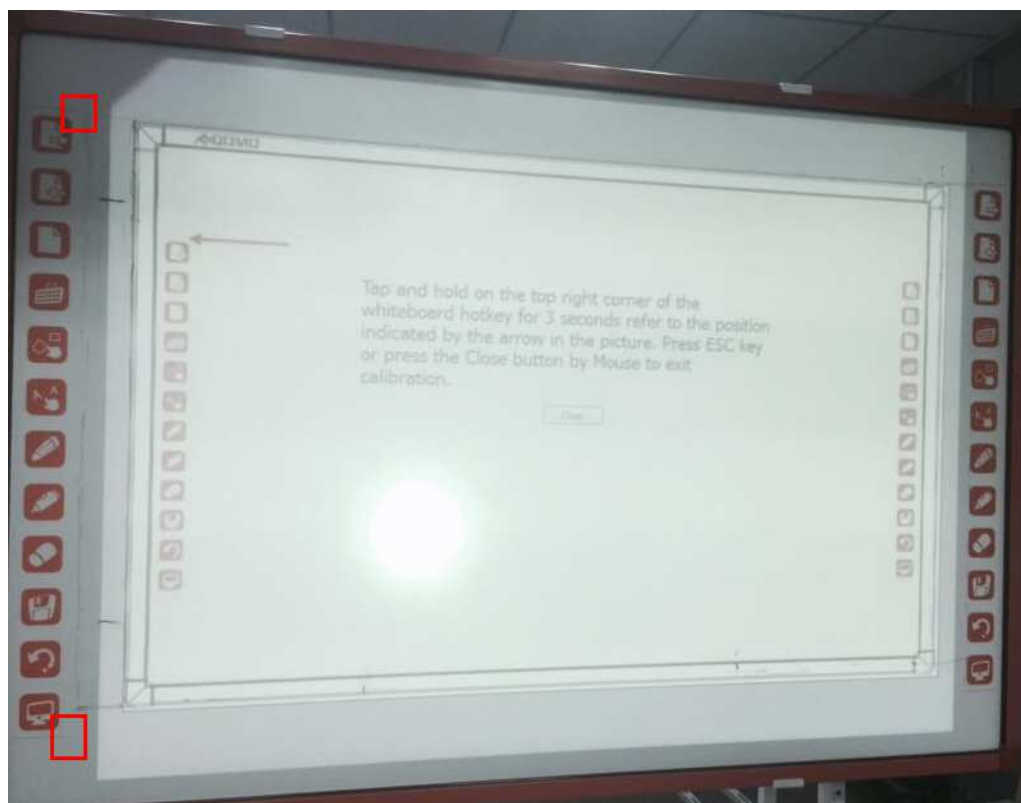 Tap and hold on the top right corner of the
whiteboard hotkey for 3 seconds refer to the position
indicated by the arrow in the picture. Press ESC key
or press the Close button by Mouse to exit
calibration.
Close